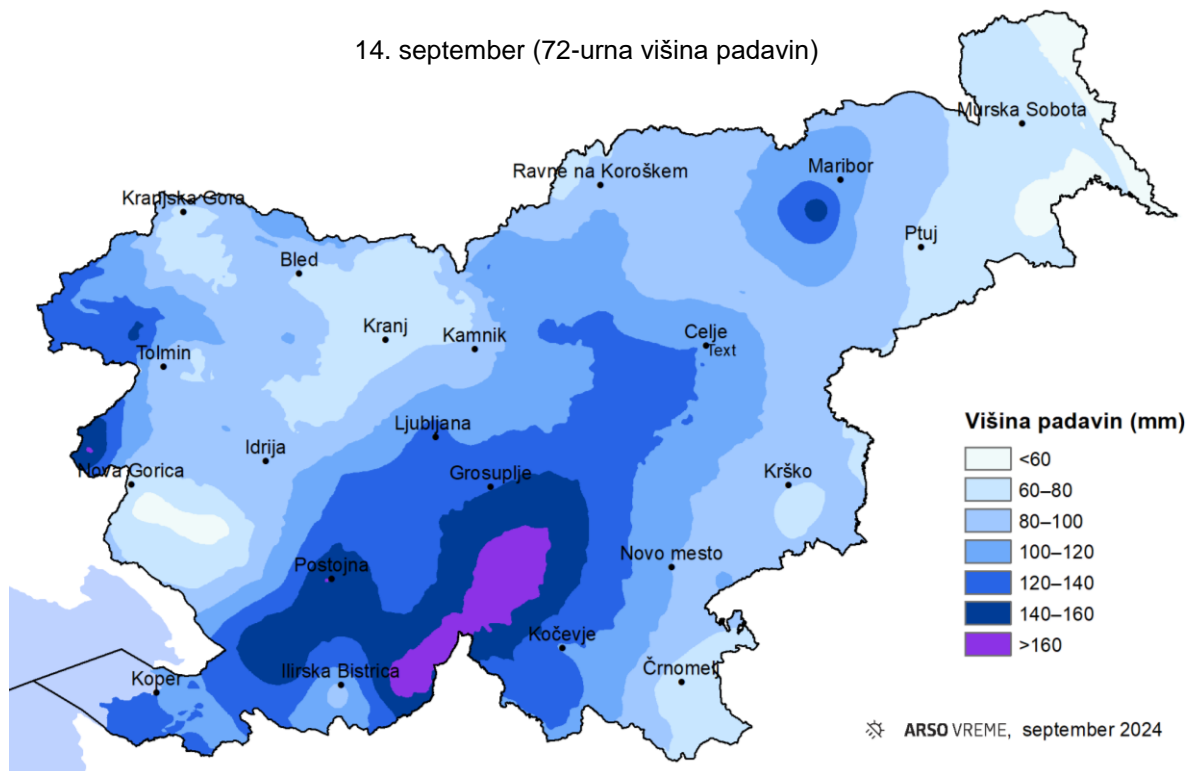 14. september (72-urna višina padavin)
Murska Sobota
Ravne na Koroškem
Maribor
Kranjska Gora
Ptuj
Bled
Kranj
Kamnik
Celje
Text
Tolmin
Ljubljana
Idrija
Nova Gorica
Grosuplje
Krško
Postojna
Novo mesto
Kočevje
Koper
Ilirska Bistrica
Črnomelj
Višina padavin (mm)
<60
60–80
80–100
100–120
120–140
140–160
>160
ARSO VREME, september 2024